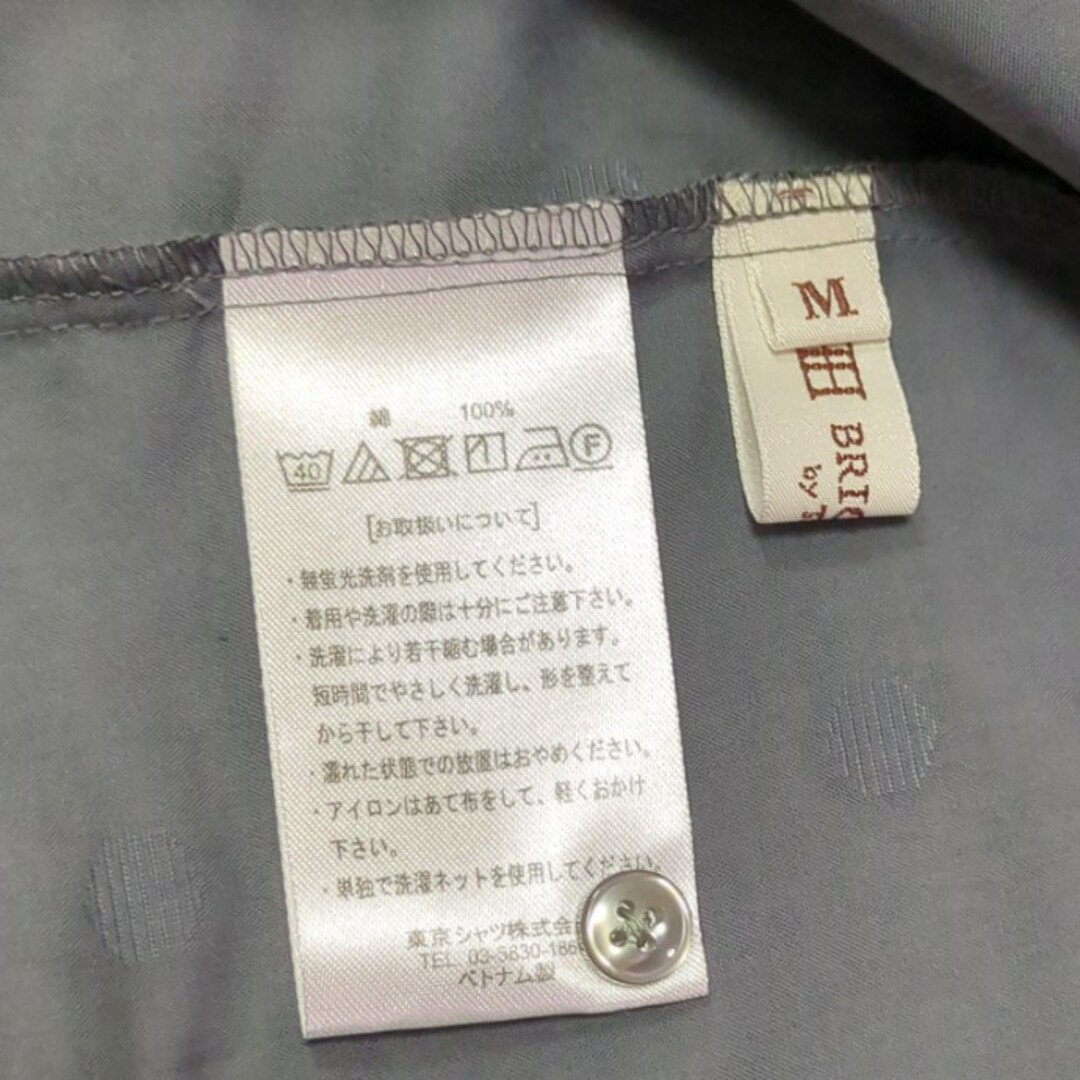 綿 100%
40 F
[お取扱いについて]
・無蛍光洗剤を使用してください。
・着用や洗濯の際は十分にご注意下さい。
・洗濯により若干縮む場合があります。
短時間でやさしく洗濯し、形を整えて
から干して下さい。
・濡れた状態での放置はおやめください。
・アイロンはあて布をして、軽くおかけ
下さい。
・単独で洗濯ネットを使用してください。
東京シャツ株式会
TEL 03-5830-186
ベトナム製
M
BRIC
by T